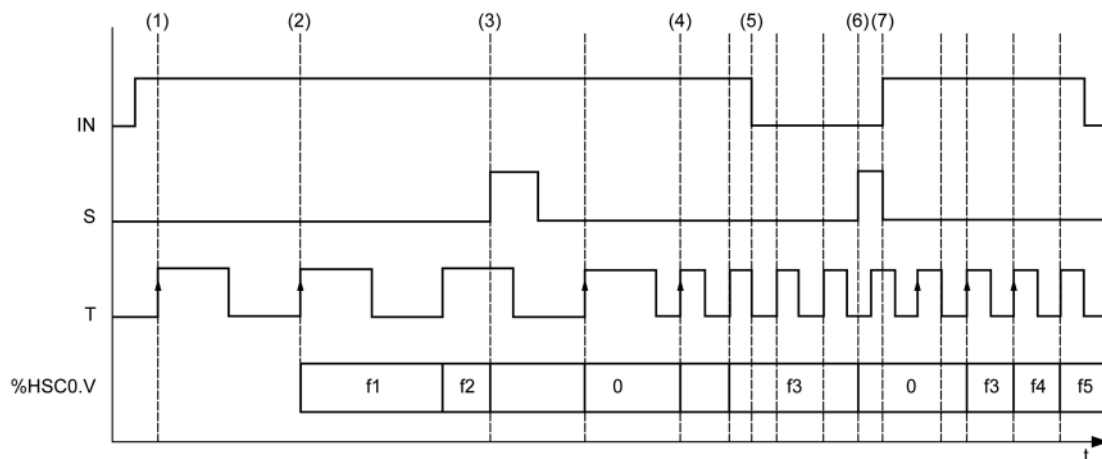 (1) (2) (3) (4) (5) (6) (7)
IN
S
T
%HSC0.V f1 f2 0 f3 0 f3 f4 f5
t